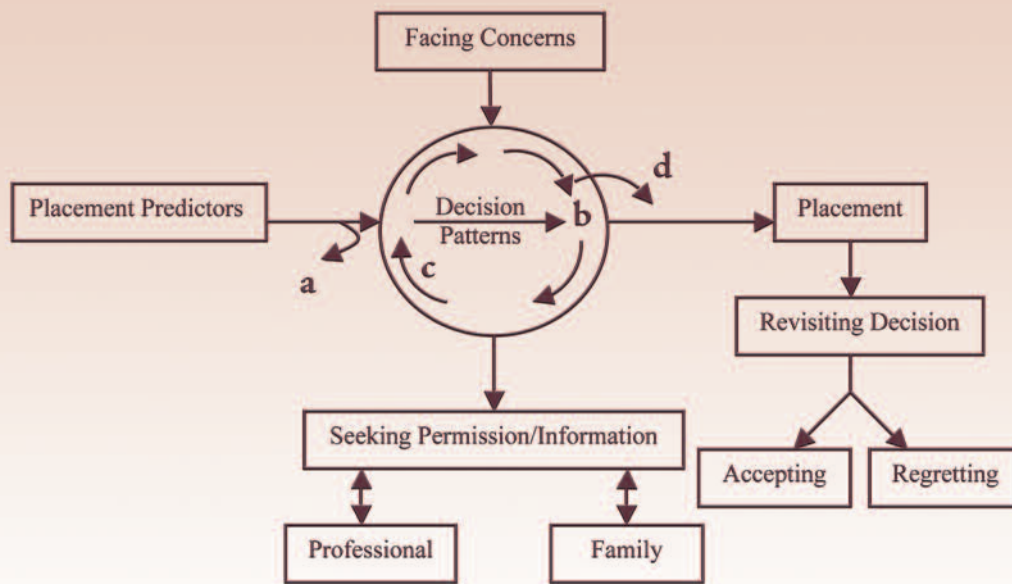 Facing Concerns
d
Placement Predictors
Decision
Patterns
b
Placement
a
c
Revisiting Decision
Seeking Permission/Information
Accepting
Regretting
Professional
Family